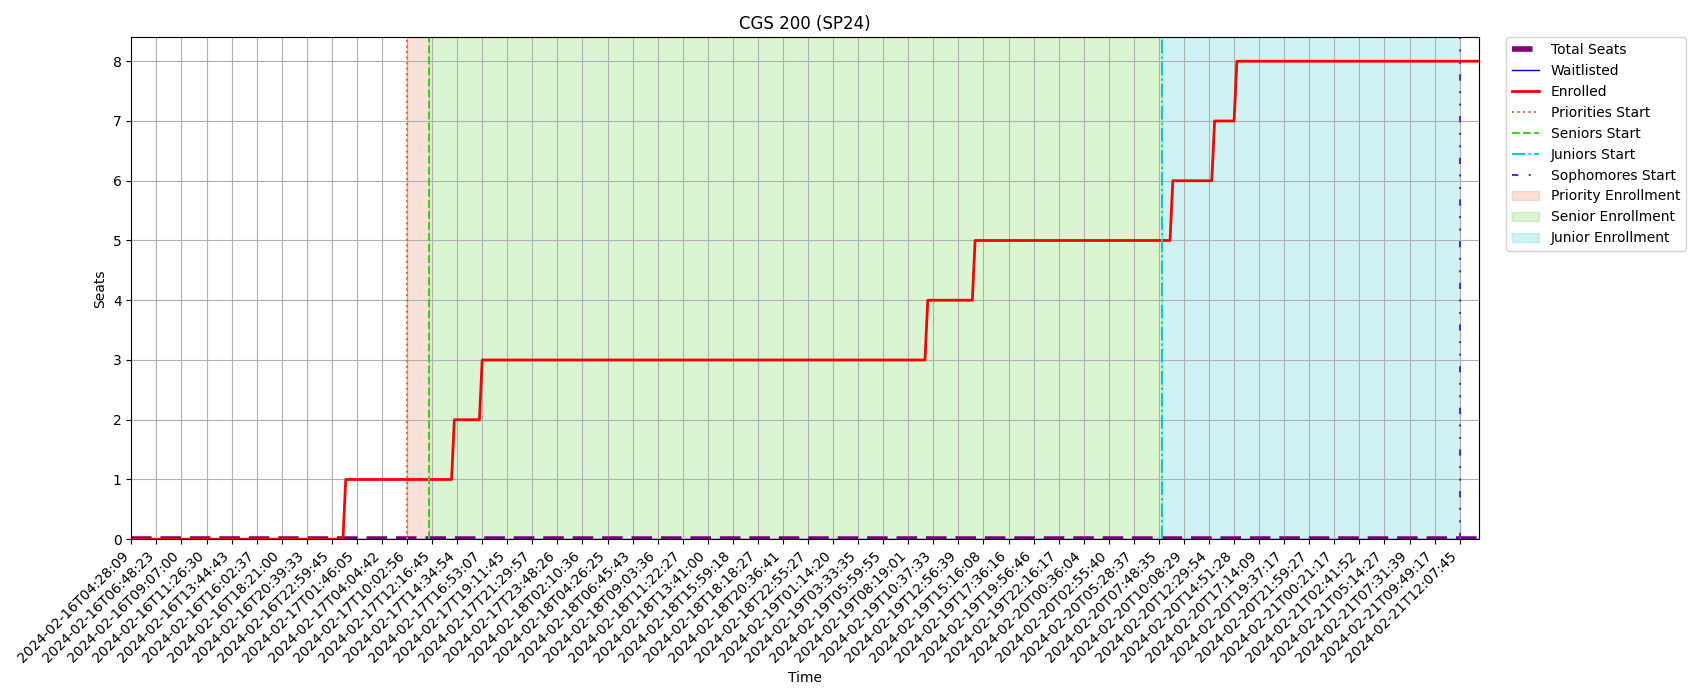 CGS 200 (SP24)
Seats
8
7
6
5
4
3
2
1
0
2024-02-16T04:28:09
2024-02-16T06:48:23
2024-02-16T09:07:00
2024-02-16T11:26:30
2024-02-16T13:44:43
2024-02-16T16:02:37
2024-02-16T18:21:00
2024-02-16T20:39:33
2024-02-16T22:59:45
2024-02-17T01:46:05
2024-02-17T04:04:42
2024-02-17T10:02:56
2024-02-17T12:16:45
2024-02-17T14:34:54
2024-02-17T16:53:07
2024-02-17T19:11:45
2024-02-17T21:29:57
2024-02-17T23:48:26
2024-02-18T02:10:36
2024-02-18T04:26:25
2024-02-18T06:45:43
2024-02-18T09:03:36
2024-02-18T11:22:27
2024-02-18T13:41:00
2024-02-18T15:59:18
2024-02-18T18:18:27
2024-02-18T20:36:41
2024-02-18T22:55:27
2024-02-19T01:14:20
2024-02-19T03:33:35
2024-02-19T05:59:55
2024-02-19T08:19:01
2024-02-19T10:37:33
2024-02-19T12:56:39
2024-02-19T15:16:08
2024-02-19T17:36:16
2024-02-19T19:56:46
2024-02-19T22:16:17
2024-02-20T00:36:04
2024-02-20T02:55:40
2024-02-20T05:28:37
2024-02-20T07:48:35
2024-02-20T10:08:29
2024-02-20T12:29:54
2024-02-20T14:51:28
2024-02-20T17:14:09
2024-02-20T19:37:17
2024-02-20T21:59:27
2024-02-21T00:21:17
2024-02-21T02:41:52
2024-02-21T05:14:27
2024-02-21T07:31:39
2024-02-21T09:49:17
2024-02-21T12:07:45
Time
Total Seats
Waitlisted
Enrolled
Priorities Start
Seniors Start
Juniors Start
Sophomores Start
Priority Enrollment
Senior Enrollment
Junior Enrollment